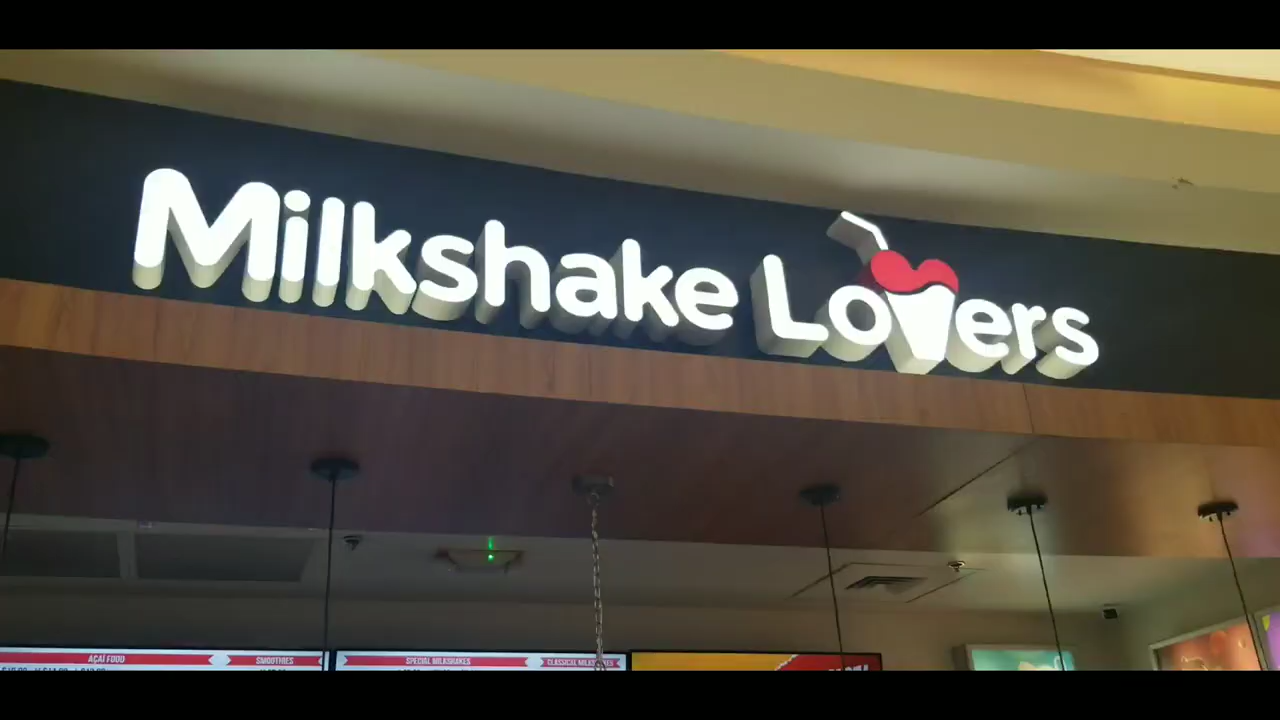 Milkshake Lovers
AÇAÍ FOOD
SMOOTHIES
SPECIAL MILKSHAKES
CLASSICAL MILKSHAKES